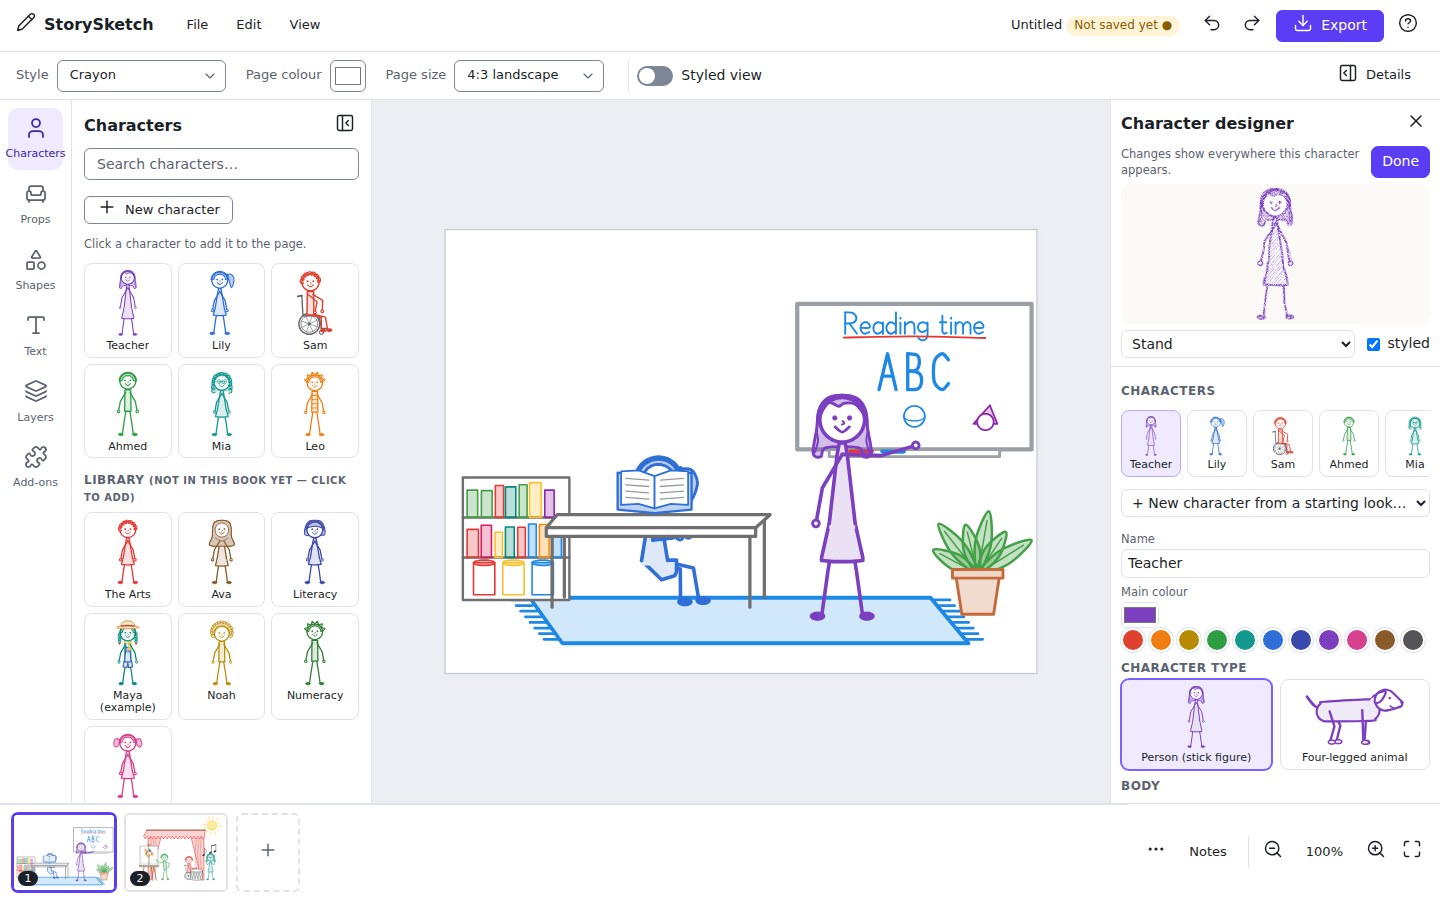 StorySketch
File
Edit
View
Untitled
Not saved yet
Export
Style
Crayon
Page colour
Page size
4:3 landscape
Styled view
Details
Characters
Props
Shapes
Text
Layers
Add-ons
Characters
Search characters…
New character
Click a character to add it to the page.
Teacher
Lily
Sam
Ahmed
Mia
Leo
LIBRARY (NOT IN THIS BOOK YET — CLICK
TO ADD)
The Arts
Ava
Literacy
Maya
(example)
Noah
Numeracy
Reading time
ABC
Character designer
Changes show everywhere this character
appears.
Done
Stand
styled
CHARACTERS
Teacher
Lily
Sam
Ahmed
Mia
+ New character from a starting look…
Name
Teacher
Main colour
CHARACTER TYPE
Person (stick figure)
Four-legged animal
BODY
Reading time
ABC
1
2
Notes
100%